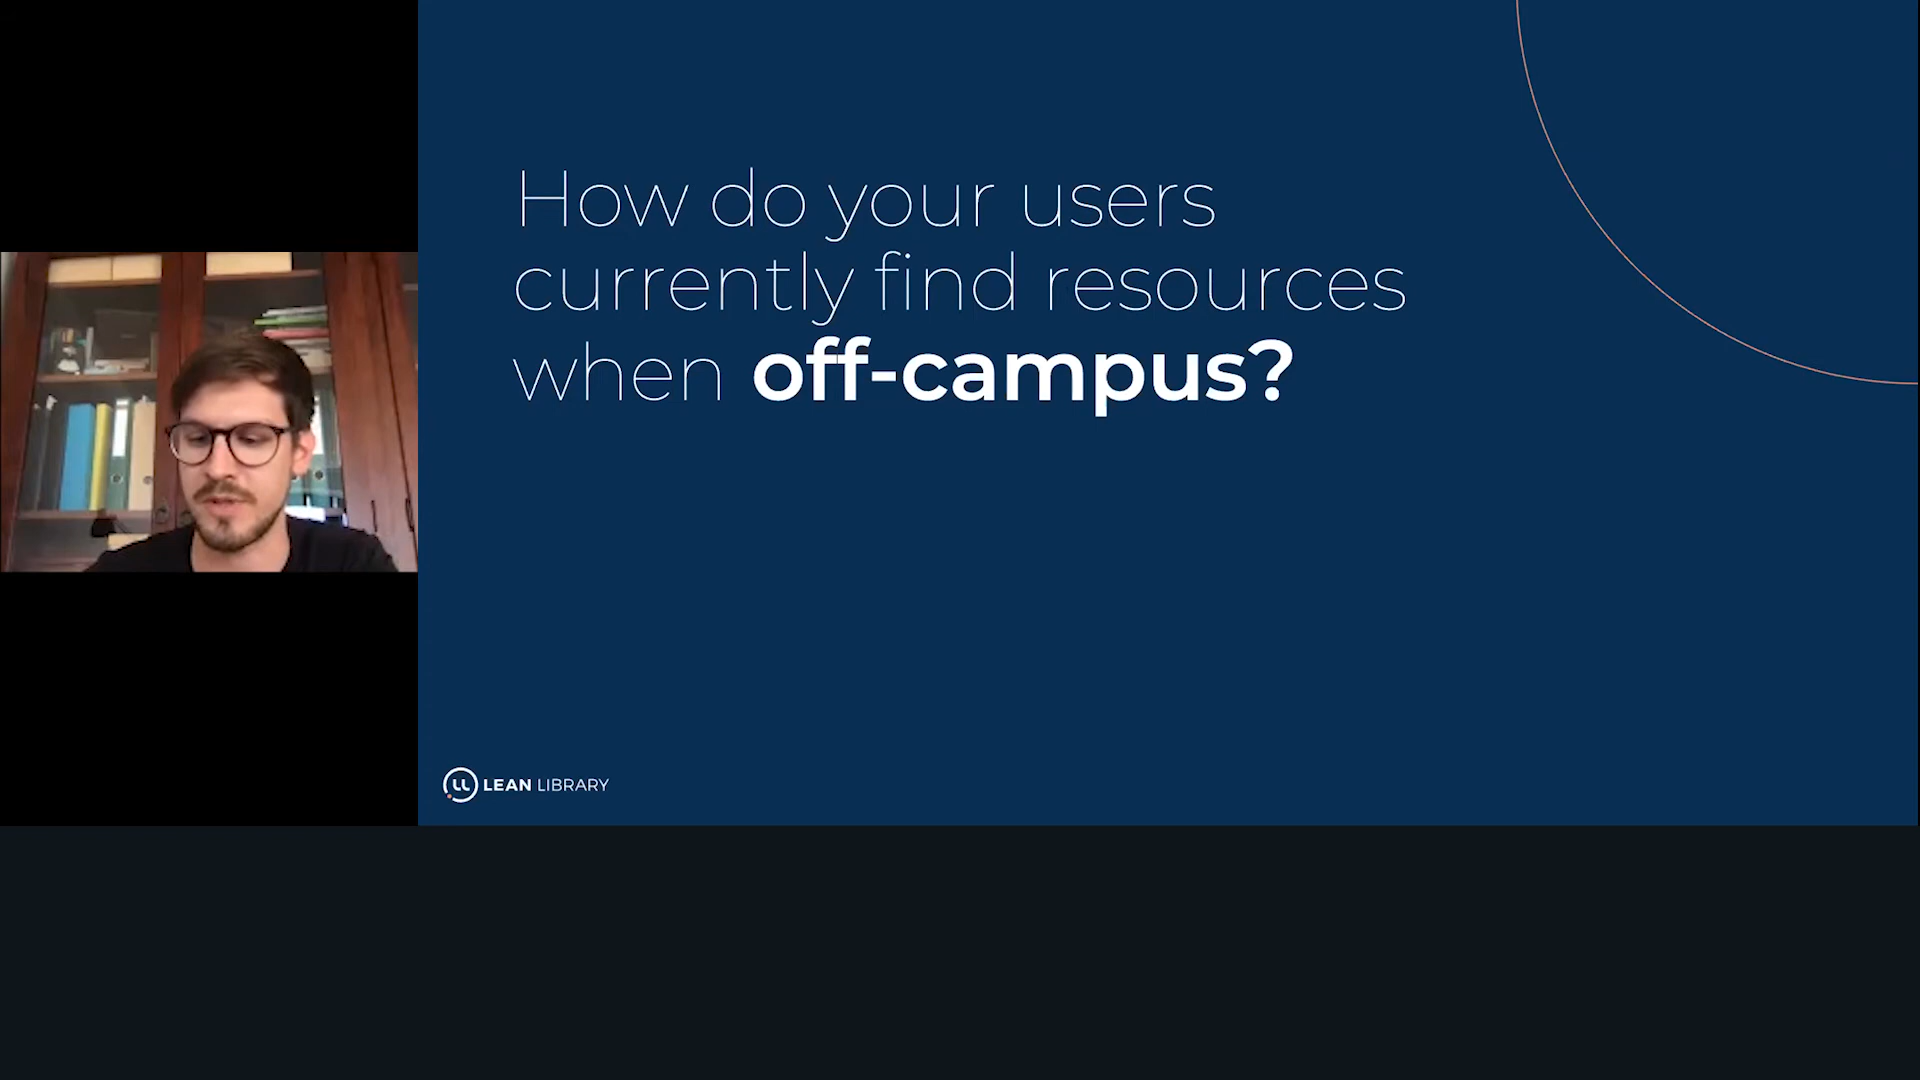 How do your users
currently find resources
when off-campus?
LEAN LIBRARY